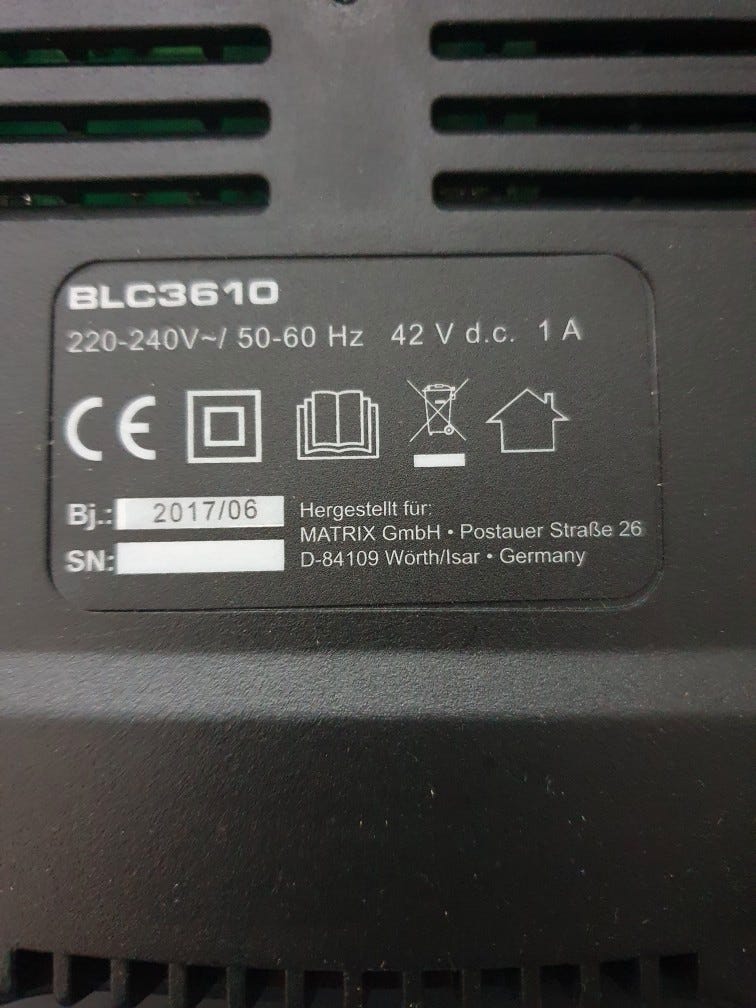 BLC3610
220-240V~/ 50-60 Hz 42 V d.c. 1 A
CE
Bj.: 2017/06
SN:
Hergestellt für:
MATRIX GmbH • Postauer Straße 26
D-84109 Wörth/Isar • Germany